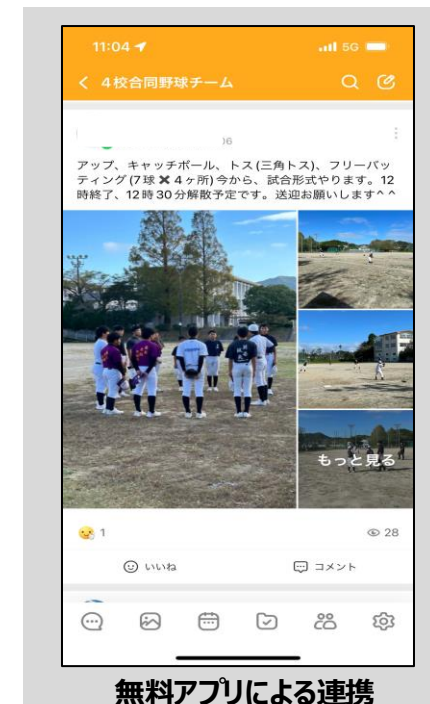 11:04
5G
4校合同野球チーム
アップ、キャッチボール、トス(三角トス)、フリーバッ
ティング(7球✖4ヶ所)今から、試合形式やります。12
時終了、12時30分解散予定です。送迎お願いします^ ^
もっと見る
1
28
いいね
コメント
無料アプリによる連携